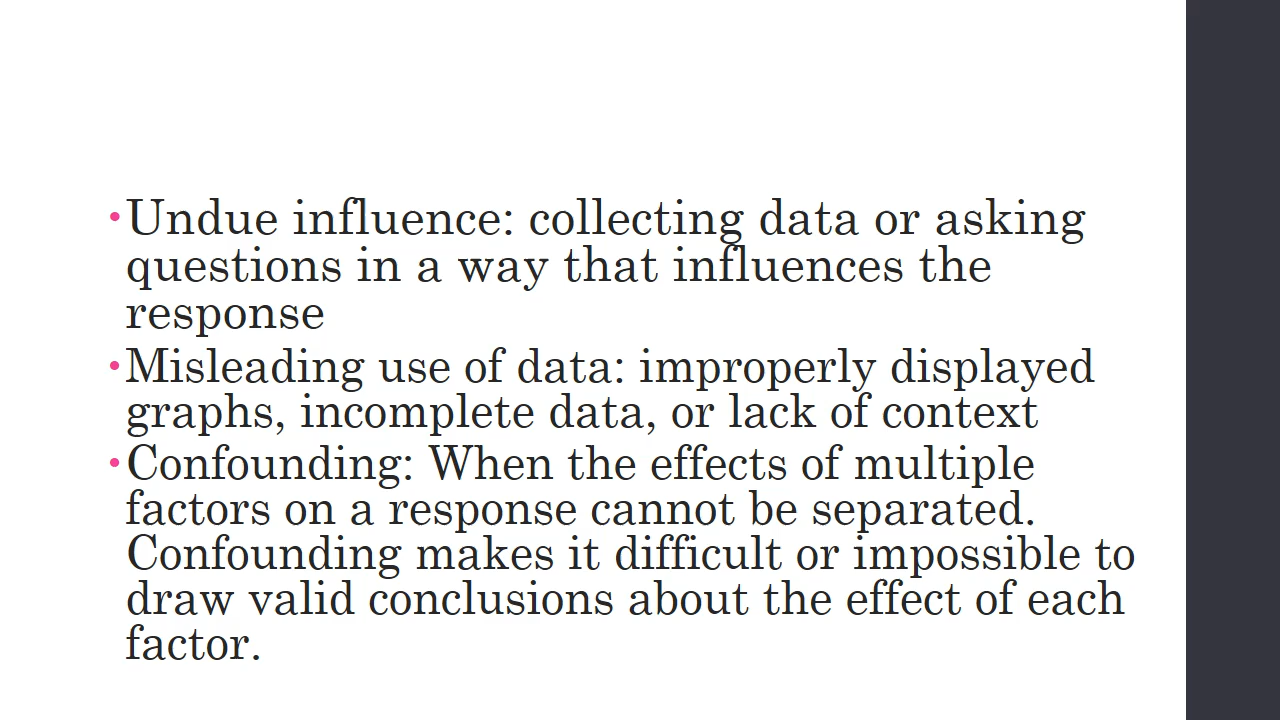 •Undue influence: collecting data or asking
questions in a way that influences the
response
•Misleading use of data: improperly displayed
graphs, incomplete data, or lack of context
•Confounding: When the effects of multiple
factors on a response cannot be separated.
Confounding makes it difficult or impossible to
draw valid conclusions about the effect of each
factor.